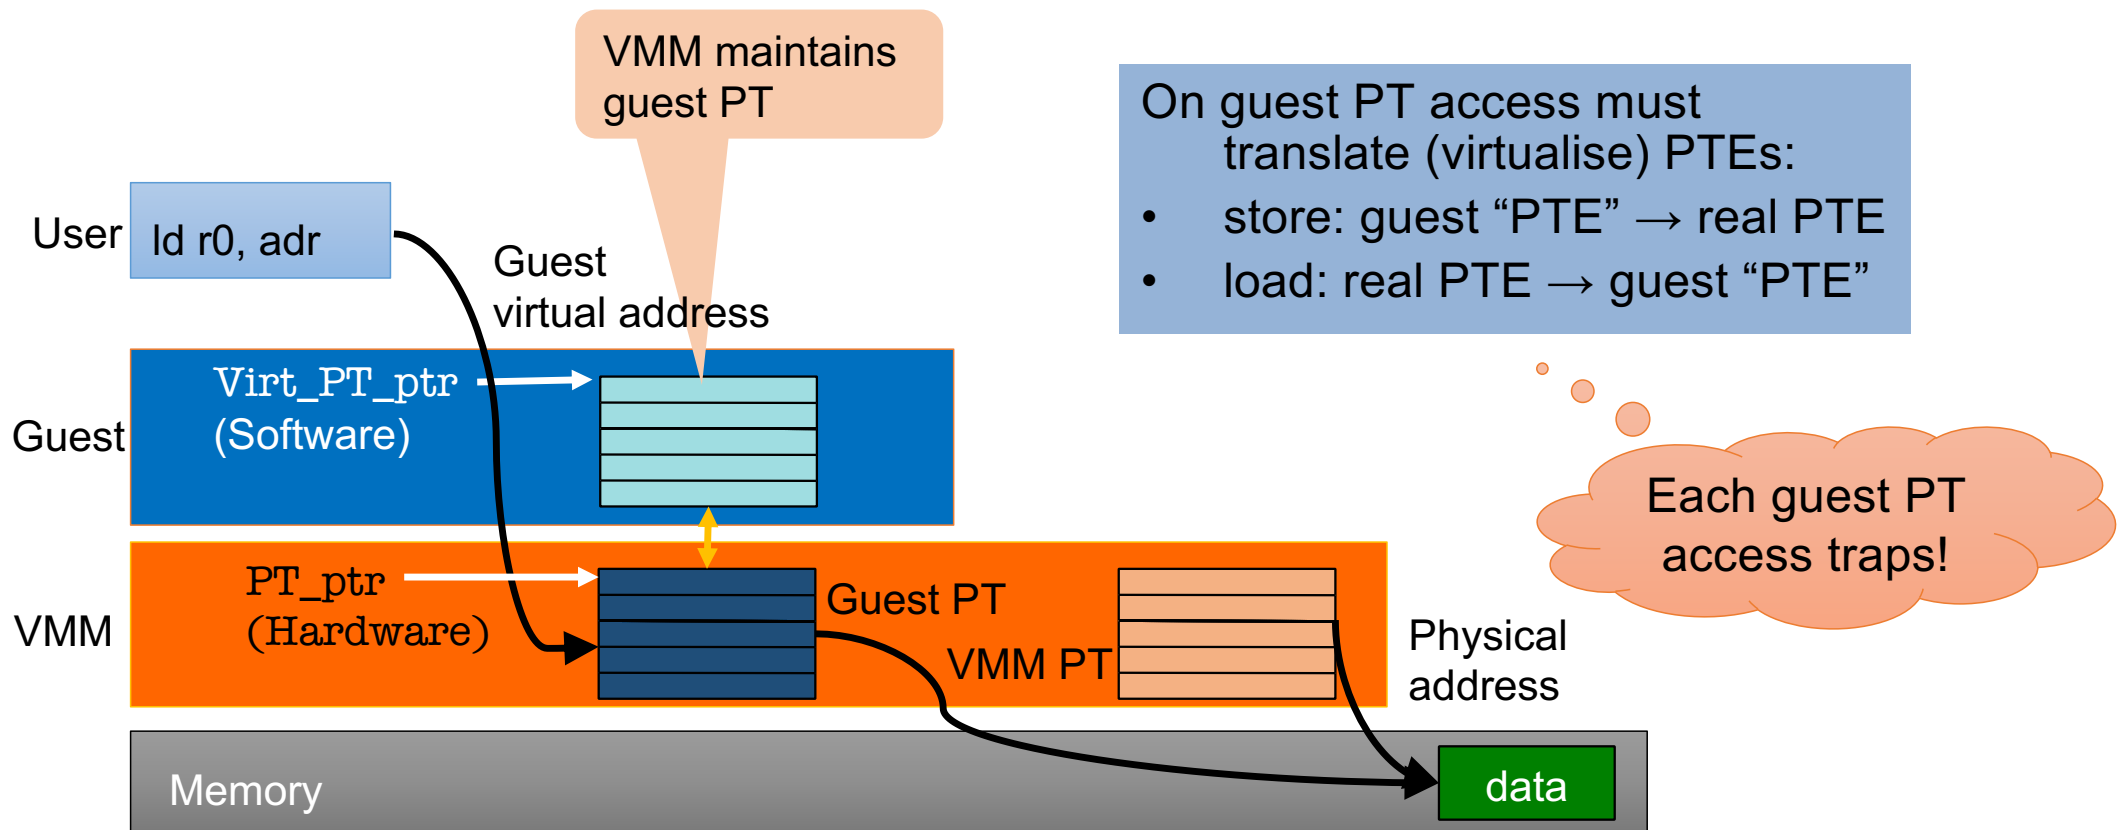 VMM maintains
guest PT
On guest PT access must
translate (virtualise) PTEs:
• store: guest “PTE” → real PTE
• load: real PTE → guest “PTE”
User
ld r0, adr
Guest
virtual address
Virt_PT_ptr
(Software)
Guest
Each guest PT
access traps!
PT_ptr
(Hardware)
VMM
Guest PT
VMM PT
Physical
address
Memory
data